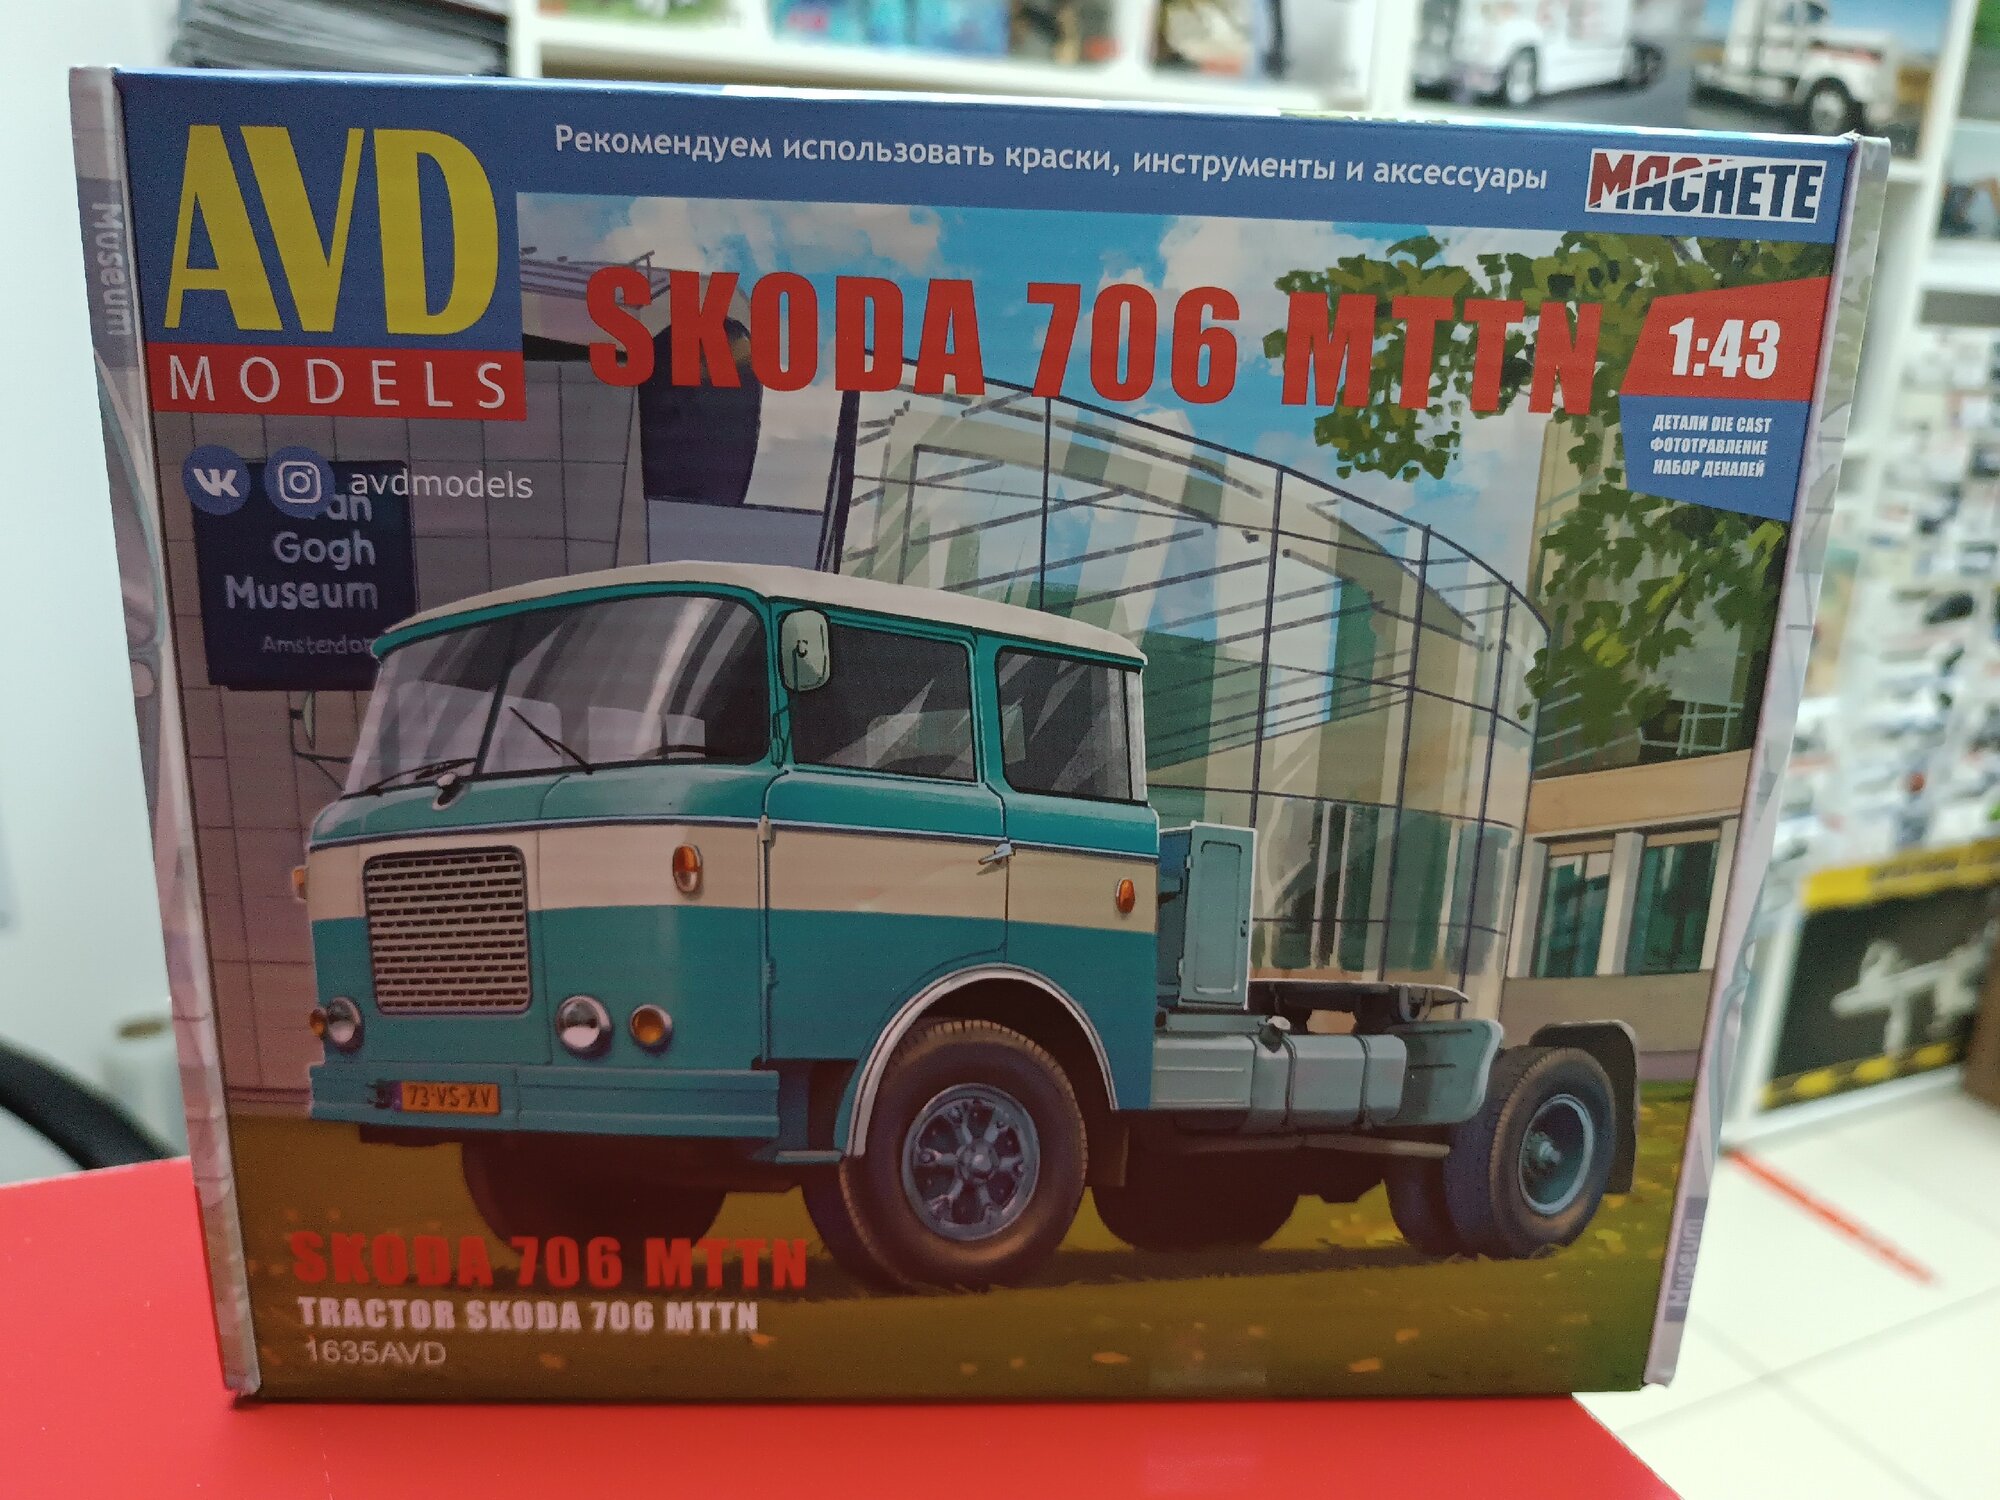 Рекомендуем использовать краски, инструменты и аксессуары
MACHETE
AVD
MODELS
SKODA 706 MTTN
1:43
ДЕТАЛИ DIE CAST
ФОТОТРАВЛЕНИЕ
НАБОР ДЕКАЛЕЙ
avdmodels
Gogh
Museum
Museum
73-VS-XV
SKODA 706 MTTN
TRACTOR SKODA 706 MTTN
1635AVD
Museum